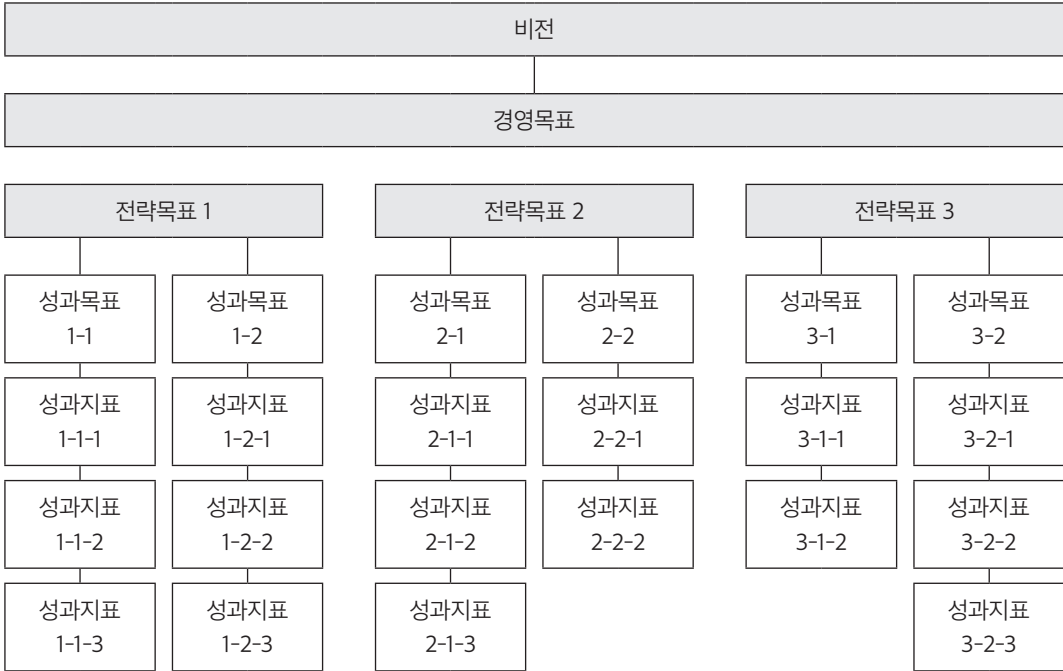 비전
경영목표
전략목표 1
전략목표 2
전략목표 3
성과목표
1-1
성과목표
1-2
성과목표
2-1
성과목표
2-2
성과목표
3-1
성과목표
3-2
성과지표
1-1-1
성과지표
1-2-1
성과지표
2-1-1
성과지표
2-2-1
성과지표
3-1-1
성과지표
3-2-1
성과지표
1-1-2
성과지표
1-2-2
성과지표
2-1-2
성과지표
2-2-2
성과지표
3-1-2
성과지표
3-2-2
성과지표
1-1-3
성과지표
1-2-3
성과지표
2-1-3
성과지표
3-2-3